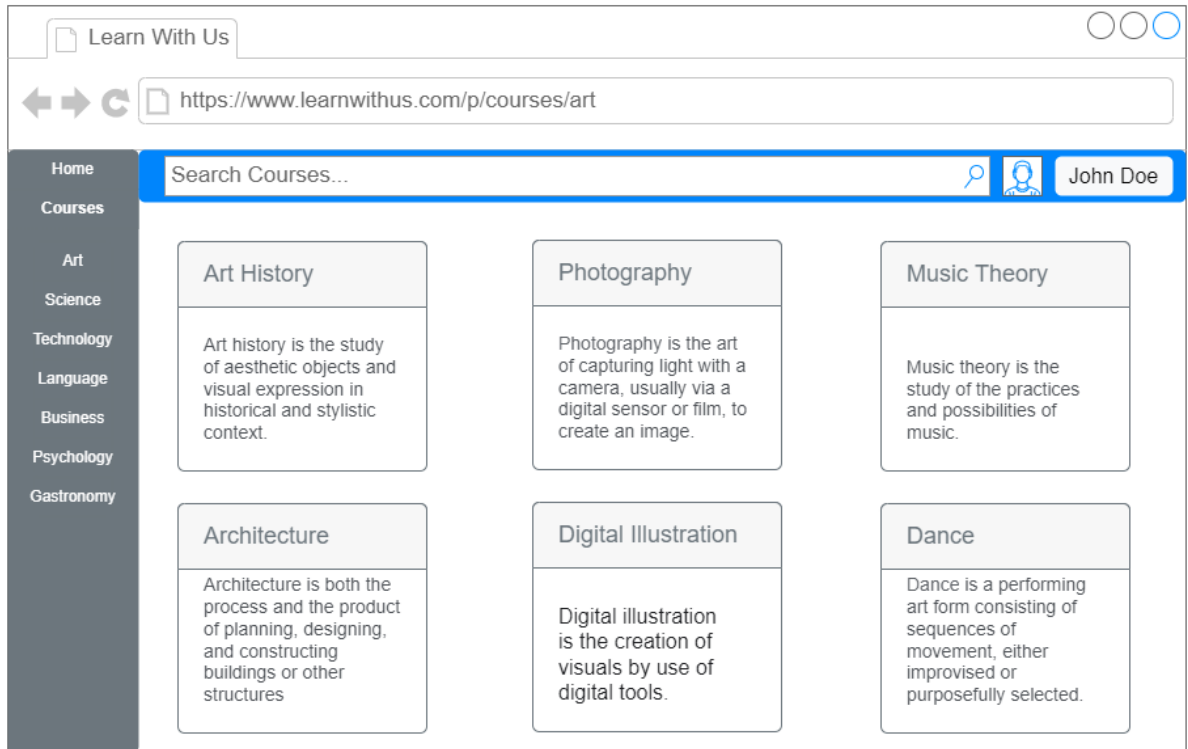 Learn With Us
https://www.learnwithus.com/p/courses/art
Home
Courses
Art
Science
Technology
Language
Business
Psychology
Gastronomy
Search Courses...
John Doe
Art History
Art history is the study
of aesthetic objects and
visual expression in
historical and stylistic
context.
Photography
Photography is the art
of capturing light with a
camera, usually via a
digital sensor or film, to
create an image.
Music Theory
Music theory is the
study of the practices
and possibilities of
music.
Architecture
Architecture is both the
process and the product
of planning, designing,
and constructing
buildings or other
structures
Digital Illustration
Digital illustration
is the creation of
visuals by use of
digital tools.
Dance
Dance is a performing
art form consisting of
sequences of
movement, either
improvised or
purposefully selected.